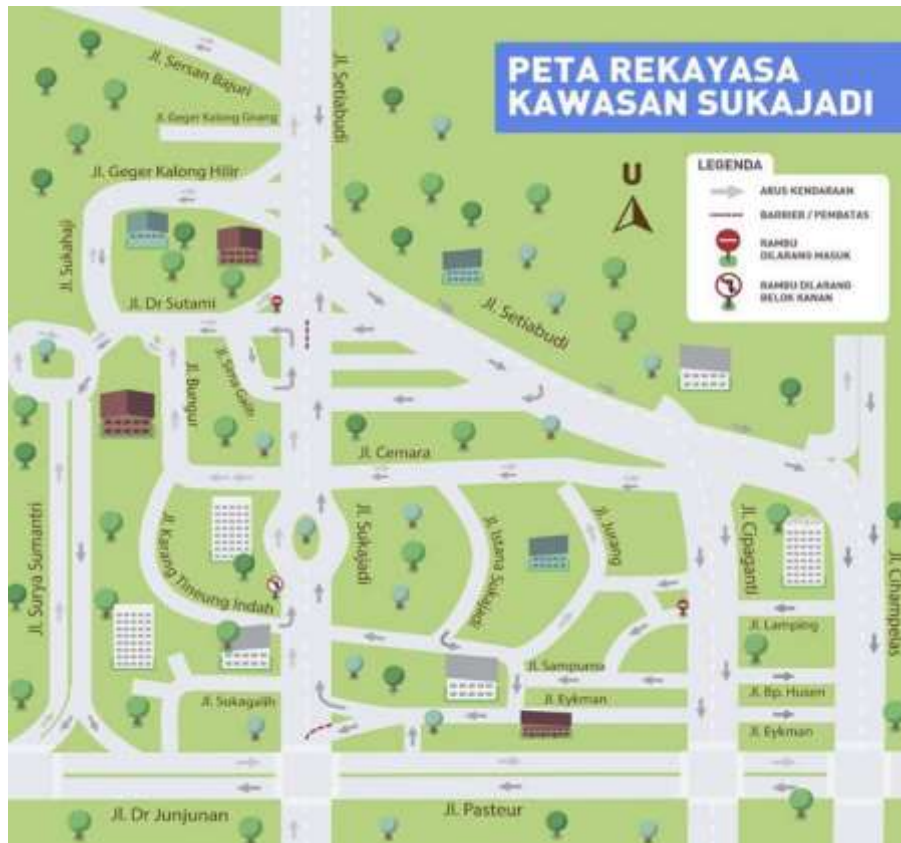 PETA REKAYASA
KAWASAN SUKAJADI
LEGENDA
ARUS KENDARAAN
BARRIER / PEMBATAS
RAMBU
DILARANG MASUK
RAMBU DILARANG
BELOK KANAN
U
Jl. Sersan Bajuri
Jl. Setiabudi
Jl. Geger Kalong Girang
Jl. Geger Kalong Hilir
Jl. Sukahaji
Jl. Dr Sutami
Jl. Setiabudi
Jl. Bungur
Jl. Sima Galih
Jl. Cemara
Jl. Surya Sumantri
Jl. Karang Tineung Indah
Jl. Sukajadi
Jl. Istana Sukajadi
Jl. Jurang
Jl. Cipaganti
Jl. Cihampelas
Jl. Lamping
Jl. Sampurna
Jl. Sukagalih
Jl. Eykman
Jl. Bp. Husen
Jl. Eykman
Jl. Dr Junjunan
Jl. Pasteur